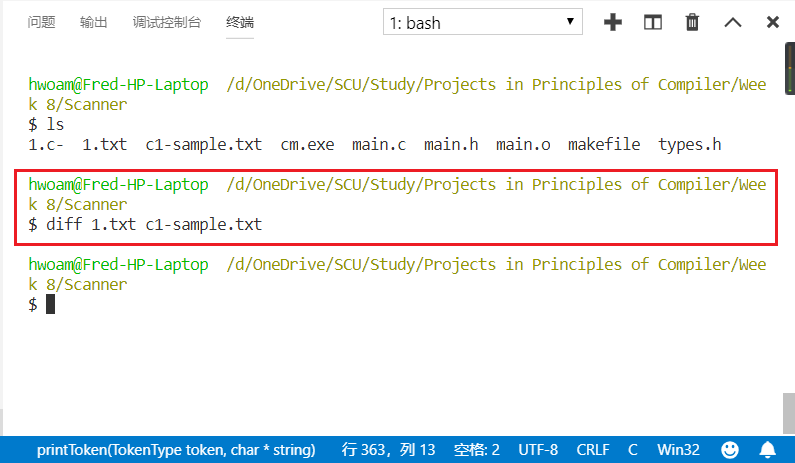 问题 输出 调试控制台 终端 1: bash
hwoam@Fred-HP-Laptop /d/OneDrive/SCU/Study/Projects in Principles of Compiler/Wee
k 8/Scanner
$ ls
1.c- 1.txt c1-sample.txt cm.exe main.c main.h main.o makefile types.h
hwoam@Fred-HP-Laptop /d/OneDrive/SCU/Study/Projects in Principles of Compiler/Wee
k 8/Scanner
$ diff 1.txt c1-sample.txt
hwoam@Fred-HP-Laptop /d/OneDrive/SCU/Study/Projects in Principles of Compiler/Wee
k 8/Scanner
$
printToken(TokenType token, char * string) 行 363，列 13 空格: 2 UTF-8 CRLF C Win32